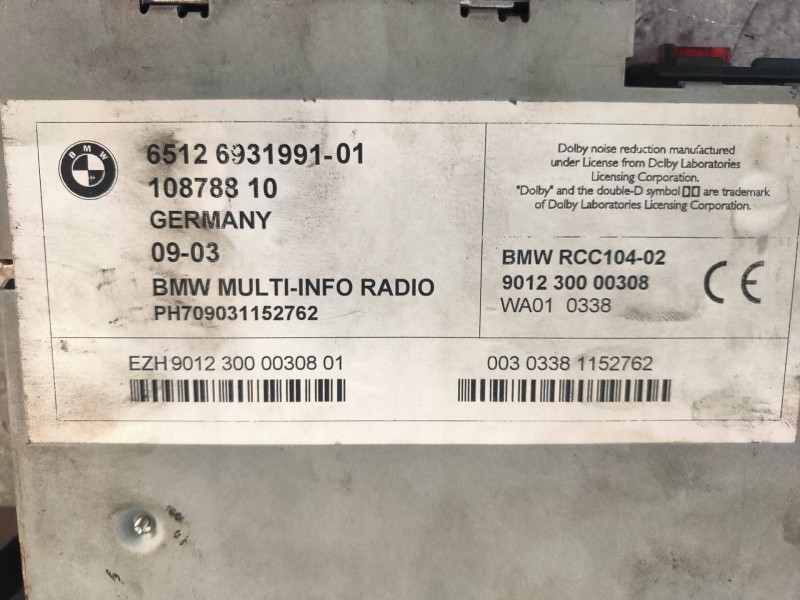 BMW
6512 6931991-01
108788 10
GERMANY
09-03
BMW MULTI-INFO RADIO
PH709031152762
Dolby noise reduction manufactured
under License from Dolby Laboratories
Licensing Corporation.
"Dolby" and the double-D symbol are trademark
of Dolby Laboratories Licensing Corporation.
BMW RCC104-02
9012 300 00308
WA01 0338
CE
EZH 9012 300 00308 01
003 0338 1152762